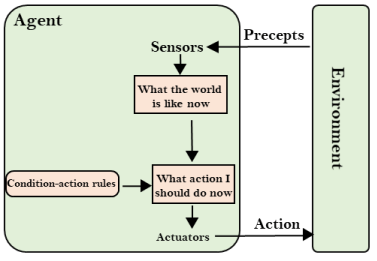 Agent
Precepts
Sensors
What the world
is like now
Environment
Condition-action rules
What action I
should do now
Action
Actuators